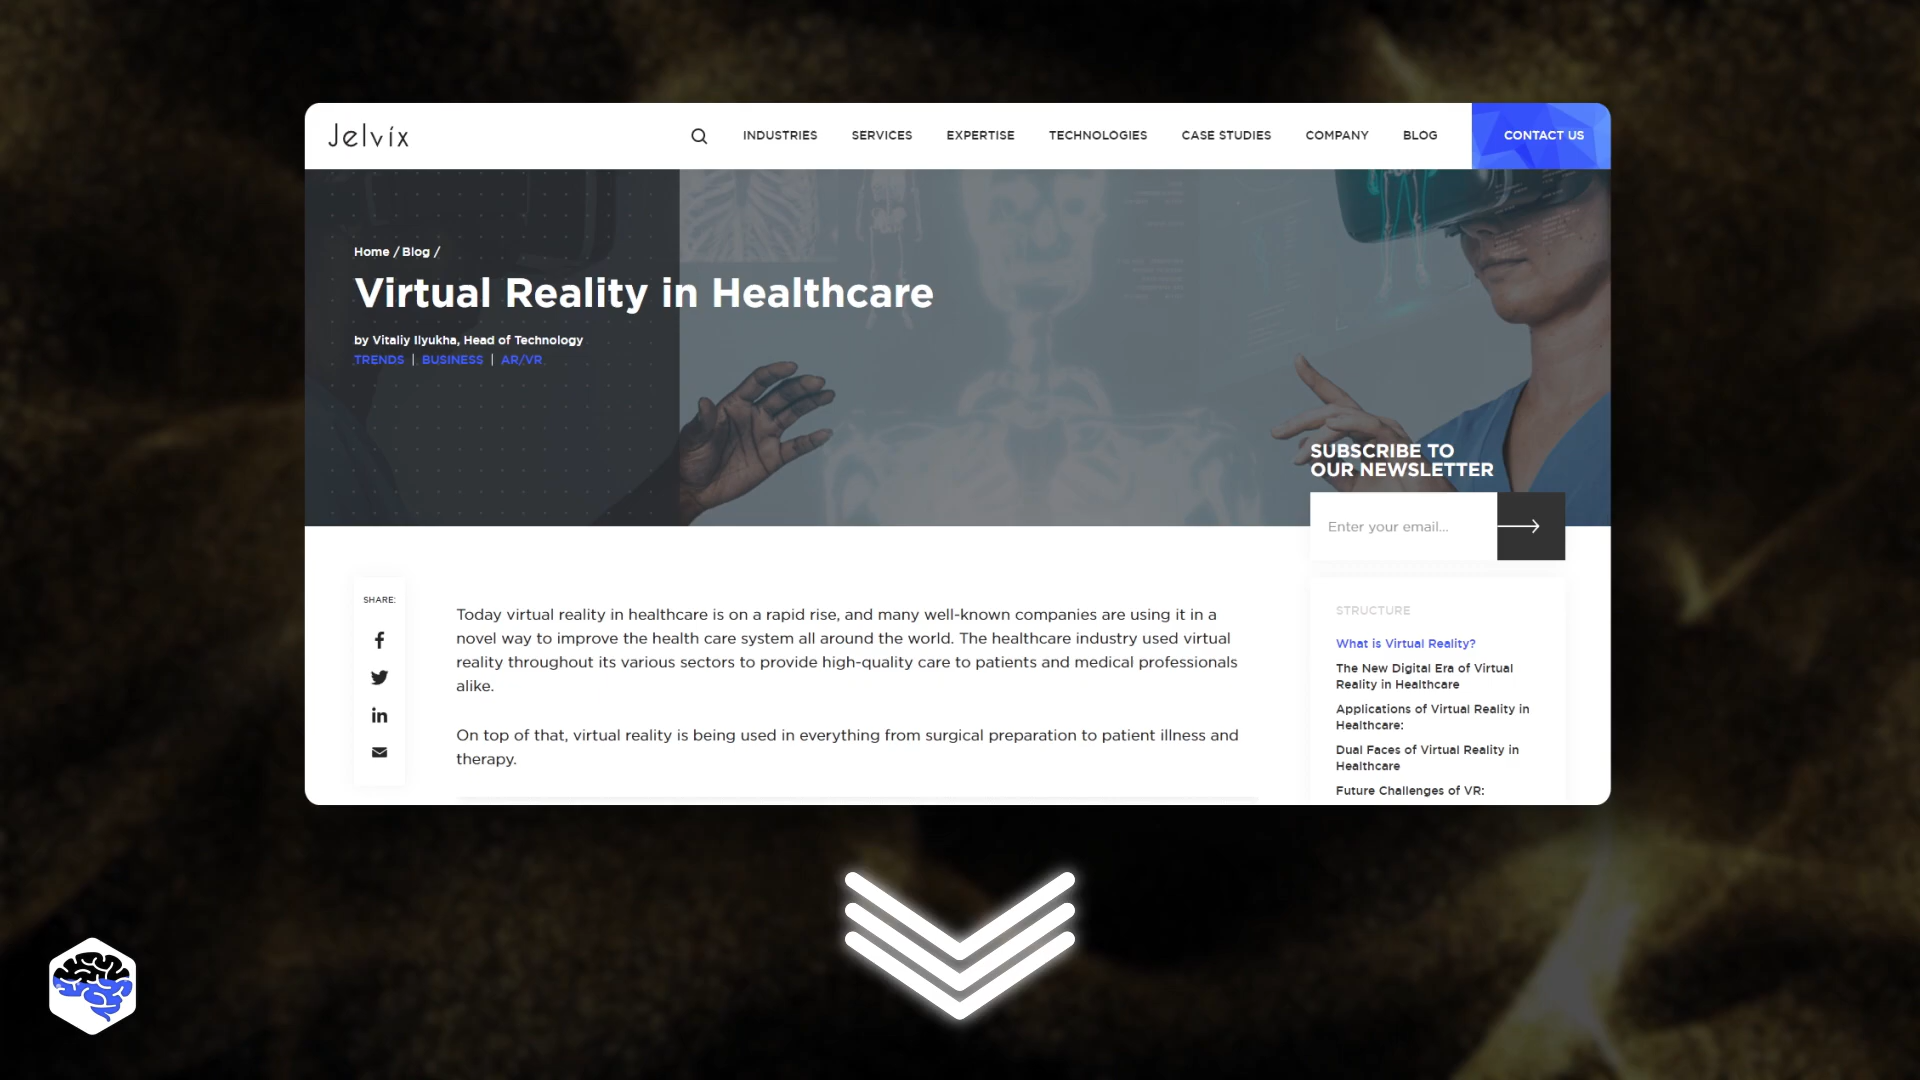 Jelvix
INDUSTRIES
SERVICES
EXPERTISE
TECHNOLOGIES
CASE STUDIES
COMPANY
BLOG
CONTACT US
Home / Blog /
Virtual Reality in Healthcare
by Vitaliy Ilyukha, Head of Technology
TRENDS | BUSINESS | AR/VR
SUBSCRIBE TO
OUR NEWSLETTER
Enter your email...
SHARE:
Today virtual reality in healthcare is on a rapid rise, and many well-known companies are using it in a
novel way to improve the health care system all around the world. The healthcare industry used virtual
reality throughout its various sectors to provide high-quality care to patients and medical professionals
alike.
On top of that, virtual reality is being used in everything from surgical preparation to patient illness and
therapy.
STRUCTURE
What is Virtual Reality?
The New Digital Era of Virtual
Reality in Healthcare
Applications of Virtual Reality in
Healthcare:
Dual Faces of Virtual Reality in
Healthcare
Future Challenges of VR: